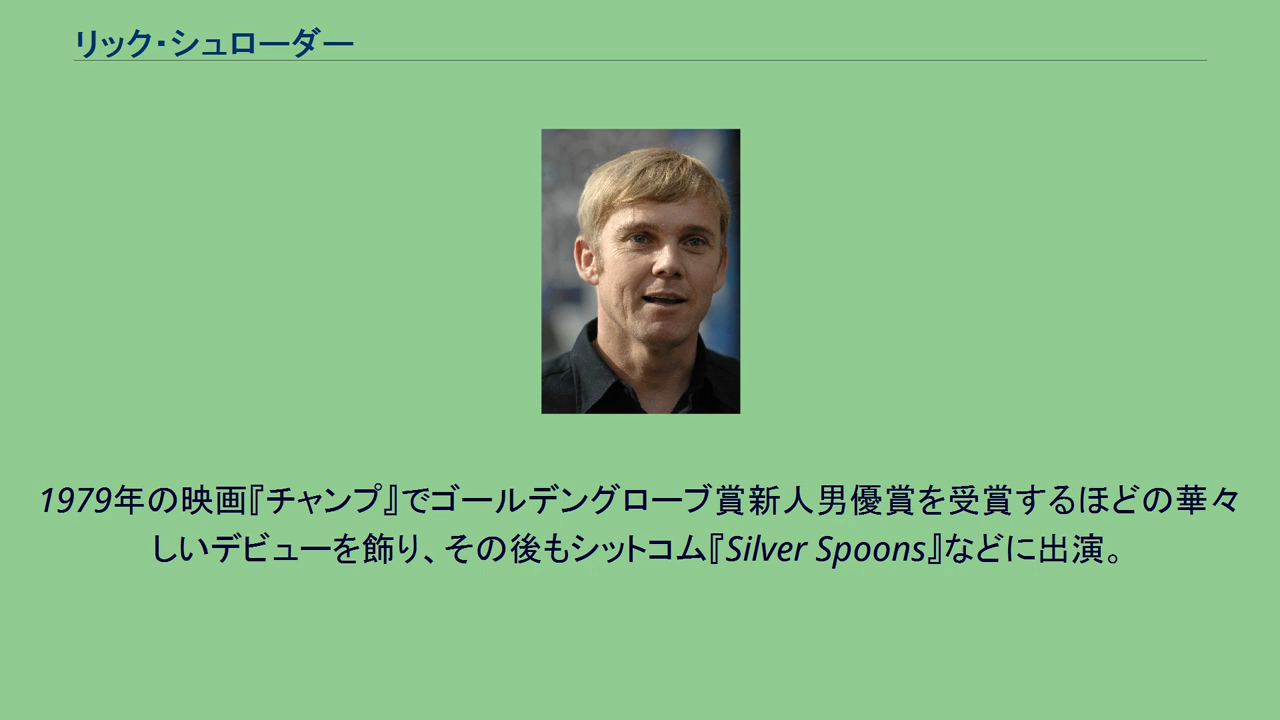 リック・シュローダー
1979年の映画『チャンプ』でゴールデングローブ賞新人男優賞を受賞するほどの華々
しいデビューを飾り、その後もシットコム『Silver Spoons』などに出演。